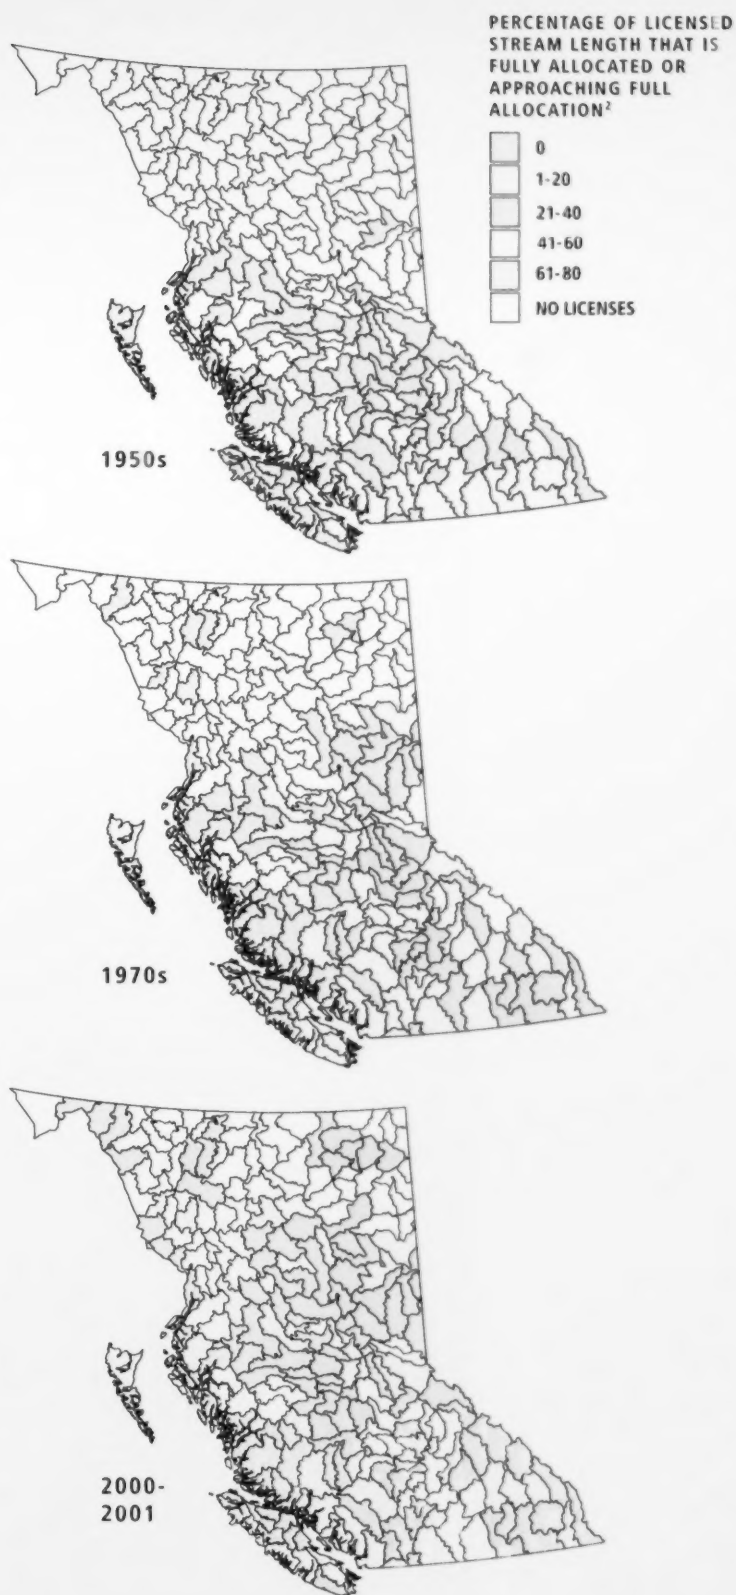 PERCENTAGE OF LICENSED
STREAM LENGTH THAT IS
FULLY ALLOCATED OR
APPROACHING FULL
ALLOCATION²
0
1-20
21-40
41-60
61-80
NO LICENSES
1950s
1970s
2000-
2001